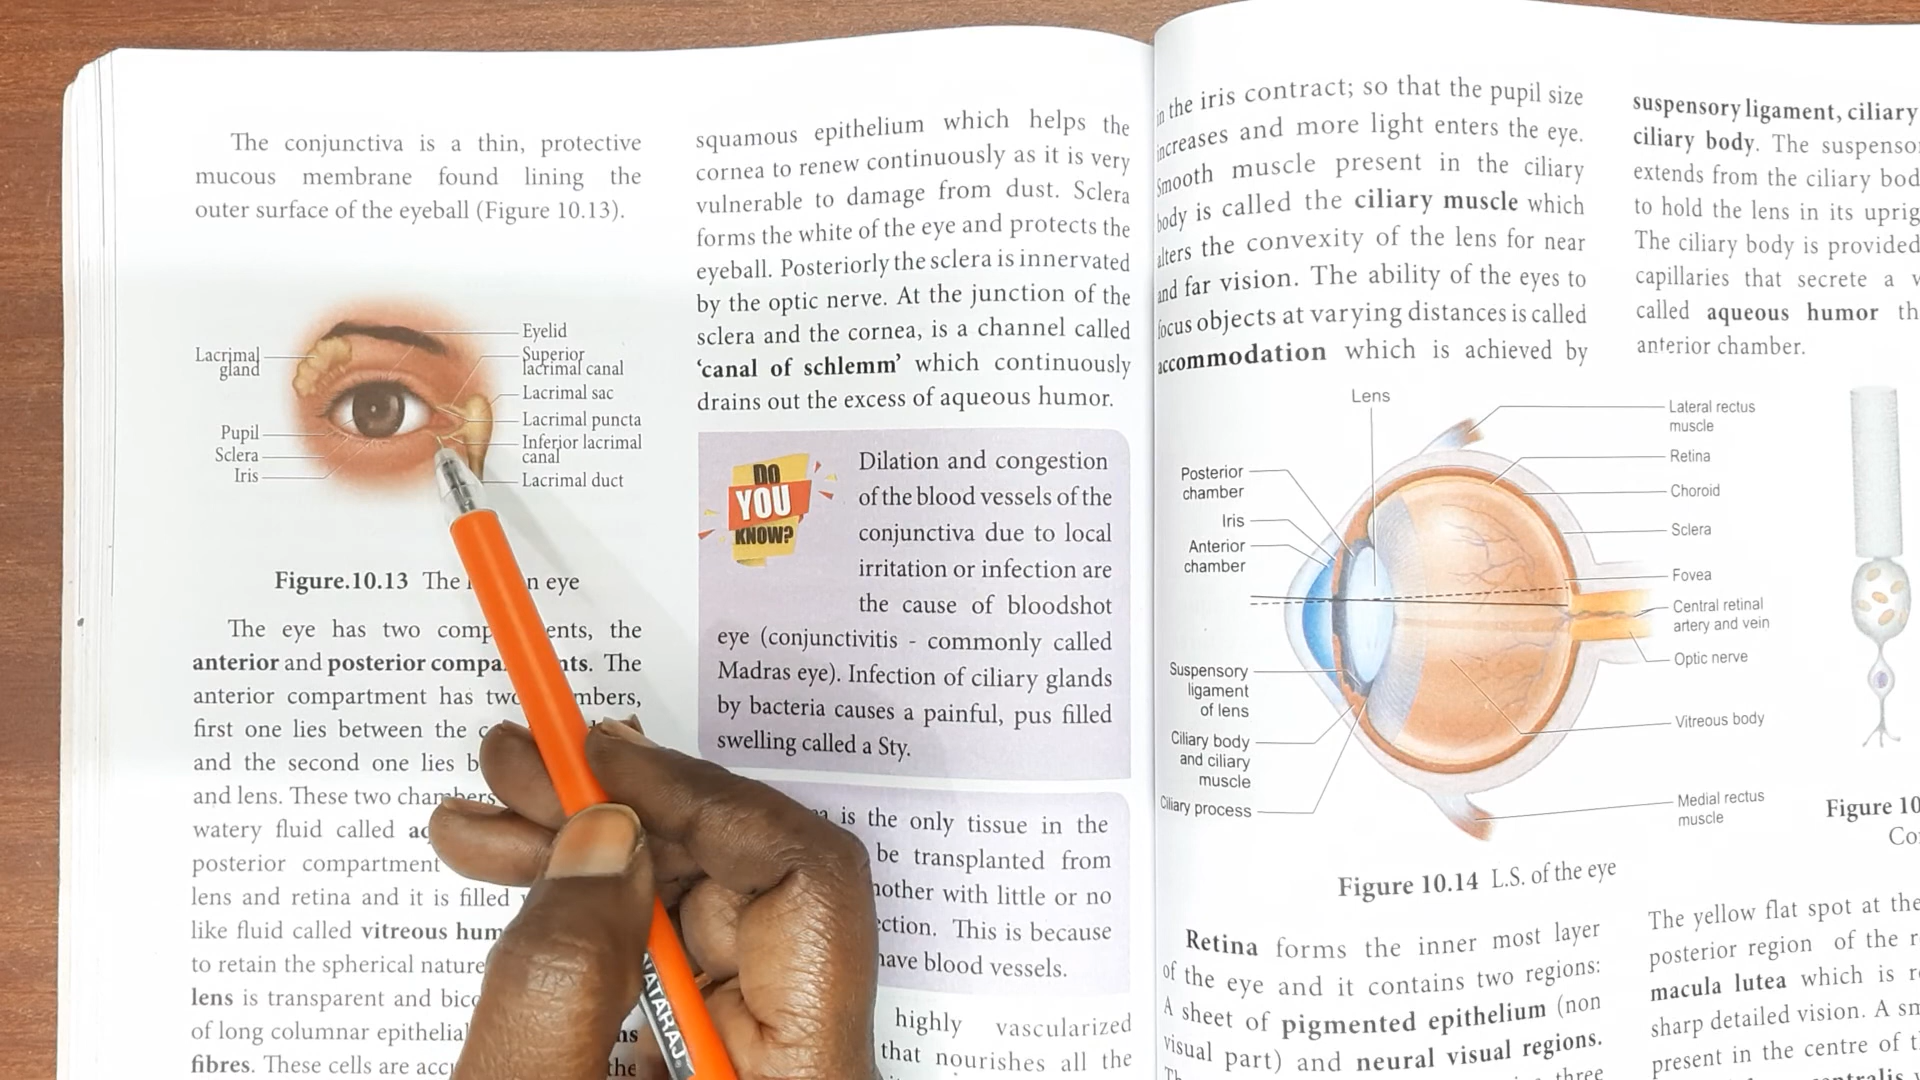 The conjunctiva is a thin, protective
mucous membrane found lining the
outer surface of the eyeball (Figure 10.13).
Lacrimal
gland
Pupil
Sclera
Iris
Eyelid
Superior
lacrimal canal
Lacrimal sac
Lacrimal puncta
Inferior lacrimal
canal
Lacrimal duct
Figure.10.13 The n eye
The eye has two comp ents, the
anterior and posterior compa nts. The
anterior compartment has two mbers,
first one lies between the
and the second one lies b
and lens. These two chambers
watery fluid called
posterior compartment
lens and retina and it is filled
like fluid called vitreous hum
to retain the spherical nature
lens is transparent and bico
of long columnar epithelial ns
fibres. These cells are the
squamous epithelium which helps the
cornea to renew continuously as it is very
vulnerable to damage from dust. Sclera
forms the white of the eye and protects the
eyeball. Posteriorly the sclera is innervated
by the optic nerve. At the junction of the
sclera and the cornea, is a channel called
‘canal of schlemm’ which continuously
drains out the excess of aqueous humor.
DO
YOU
KNOW?
Dilation and congestion
of the blood vessels of the
conjunctiva due to local
irritation or infection are
the cause of bloodshot
eye (conjunctivitis - commonly called
Madras eye). Infection of ciliary glands
by bacteria causes a painful, pus filled
swelling called a Sty.
is the only tissue in the
be transplanted from
nother with little or no
ction. This is because
have blood vessels.
highly vascularized
that nourishes all the
NATARAJ
in the iris contract; so that the pupil size
increases and more light enters the eye.
Smooth muscle present in the ciliary
body is called the ciliary muscle which
alters the convexity of the lens for near
and far vision. The ability of the eyes to
focus objects at varying distances is called
accommodation which is achieved by
suspensory ligament, ciliary
ciliary body. The suspenso
extends from the ciliary bod
to hold the lens in its uprig
The ciliary body is provided
capillaries that secrete a
called aqueous humor th
anterior chamber.
Lens
Posterior
chamber
Iris
Anterior
chamber
Suspensory
ligament
of lens
Ciliary body
and ciliary
muscle
Ciliary process
Lateral rectus
muscle
Retina
Choroid
Sclera
Fovea
Central retinal
artery and vein
Optic nerve
Vitreous body
Medial rectus
muscle
Figure 10.14 L.S. of the eye
Figure 10
Co
Retina forms the inner most layer
of the eye and it contains two regions:
A sheet of pigmented epithelium (non
visual part) and neural visual regions.
three
The yellow flat spot at the
posterior region of the r
macula lutea which is r
sharp detailed vision. A sm
present in the centre of t